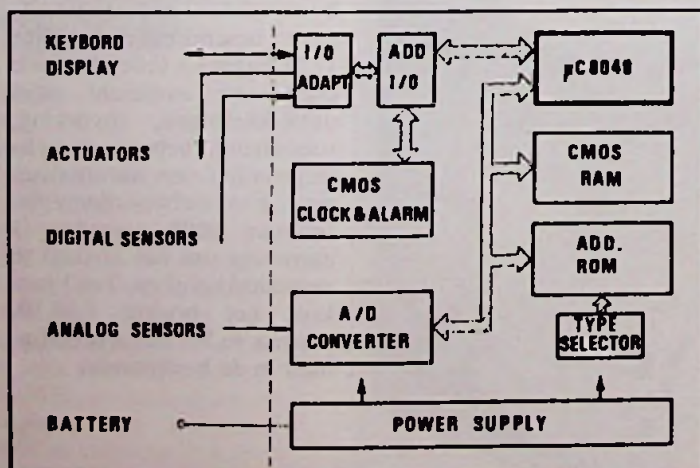 KEYBORD
DISPLAY
I/O
ADAPT
ADD
I/O
µC8048
ACTUATORS
CMOS
CLOCK & ALARM
CMOS
RAM
DIGITAL SENSORS
ADD.
ROM
ANALOG SENSORS
A/D
CONVERTER
TYPE
SELECTOR
BATTERY
POWER SUPPLY